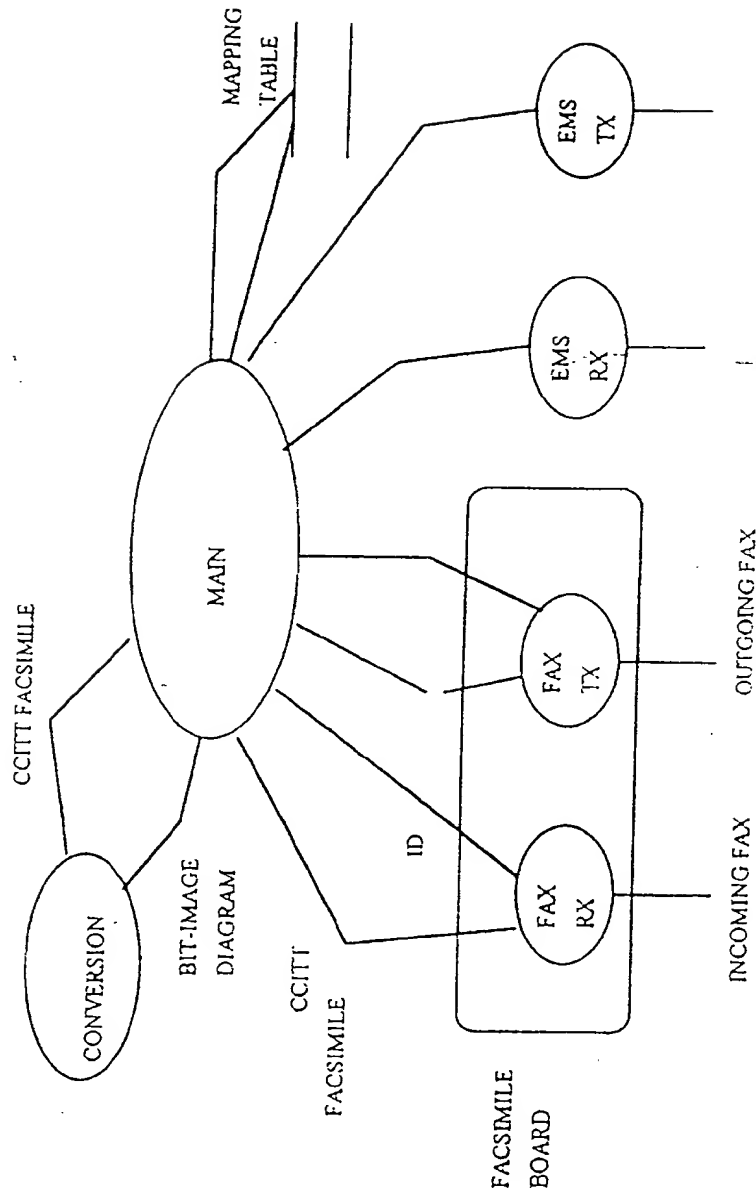 CCITT FACSIMILE
CONVERSION
BIT-IMAGE
DIAGRAM
MAIN
MAPPING
TABLE
CCITT
FACSIMILE
ID
FACSIMILE
BOARD
FAX
RX
FAX
TX
EMS
RX
EMS
TX
INCOMING FAX
OUTGOING FAX